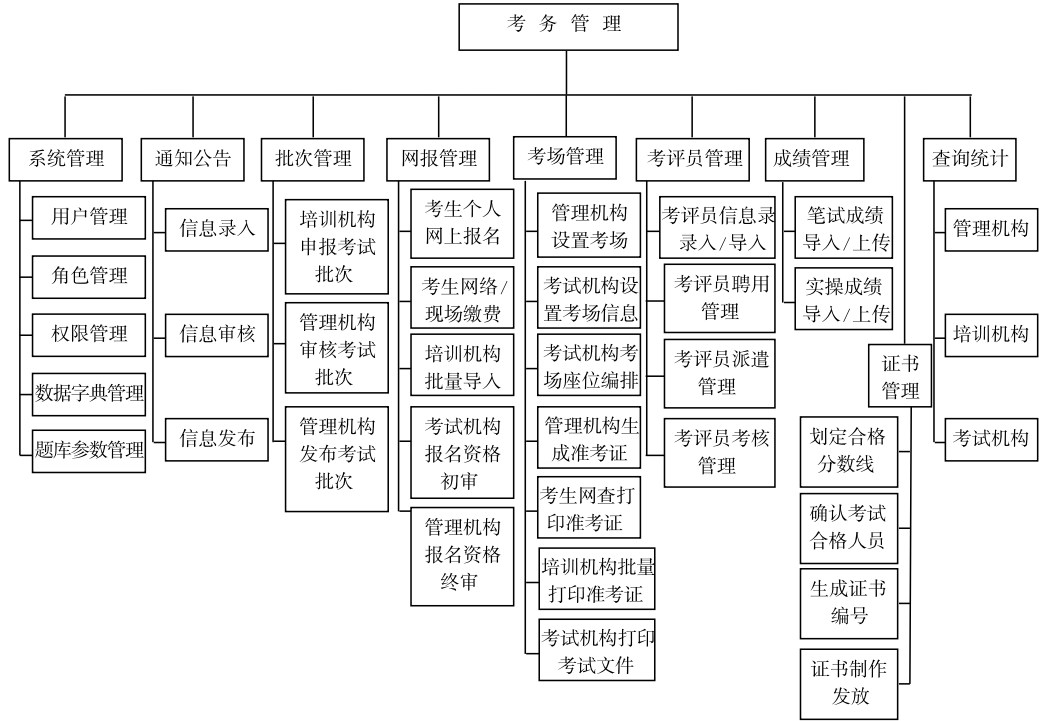 考务管理
系统管理
用户管理
角色管理
权限管理
数据字典管理
题库参数管理
通知公告
信息录入
信息审核
信息发布
批次管理
培训机构
申报考试
批次
管理机构
审核考试
批次
管理机构
发布考试
批次
网报管理
考生个人
网上报名
考生网络/
现场缴费
培训机构
批量导入
考试机构
报名资格
初审
管理机构
报名资格
终审
考场管理
管理机构
设置考场
考试机构设
置考场信息
考试机构考
场座位编排
管理机构生
成准考证
考生网查打
印准考证
培训机构批量
打印准考证
考试机构打印
考试文件
考评员管理
考评员信息录
录入/导入
考评员聘用
管理
考评员派遣
管理
考评员考核
管理
成绩管理
笔试成绩
导入/上传
实操成绩
导入/上传
证书
管理
划定合格
分数线
确认考试
合格人员
生成证书
编号
证书制作
发放
查询统计
管理机构
培训机构
考试机构